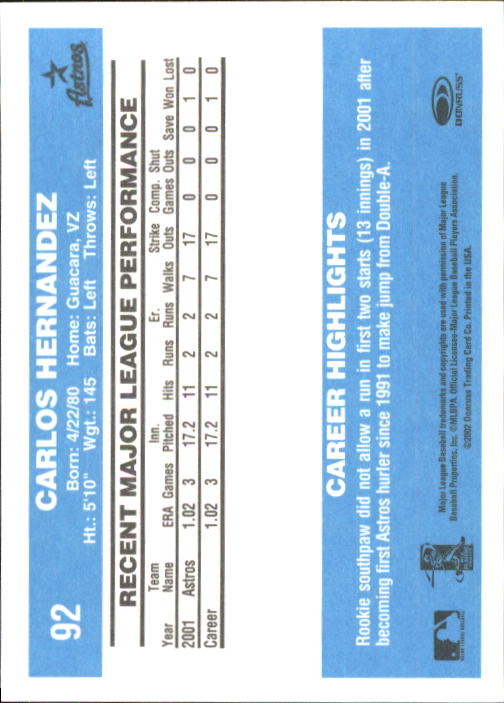 92
CARLOS HERNANDEZ
Born: 4/22/80 Home: Guacara, VZ
Ht.: 5'10" Wgt.: 145 Bats: Left Throws: Left
Astros
RECENT MAJOR LEAGUE PERFORMANCE
Team Inn. Er. Strike Comp. Shut
Year Name ERA Games Pitched Hits Runs Runs Walks Outs Games Outs Save Won Lost
2001 Astros 1.02 3 17.2 11 2 2 7 17 0 0 0 1 0
Career 1.02 3 17.2 11 2 2 7 17 0 0 0 1 0
CAREER HIGHLIGHTS
Rookie southpaw did not allow a run in first two starts (13 innings) in 2001 after
becoming first Astros hurler since 1991 to make jump from Double-A.
Major League Baseball trademarks and copyrights are used with permission of Major League
Baseball Properties, Inc. ©MLBPA. Official Licensee-Major League Baseball Players Association.
©2002 Donruss Trading Card Co. Printed in the USA.
DONRUSS